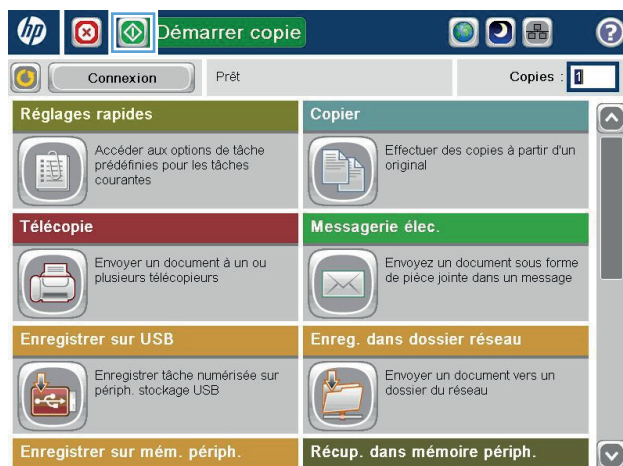 hp
Démarrer copie
?
Connexion
Prêt
Copies :
1
Réglages rapides
Accéder aux options de tâche
prédéfinies pour les tâches
courantes
Copier
Effectuer des copies à partir d'un
original
Télécopie
Envoyer un document à un ou
plusieurs télécopieurs
Messagerie élec.
Envoyez un document sous forme
de pièce jointe dans un message
Enregistrer sur USB
Enregistrer tâche numérisée sur
périph. stockage USB
Enreg. dans dossier réseau
Envoyer un document vers un
dossier du réseau
Enregistrer sur mém. périph.
Récup. dans mémoire périph.